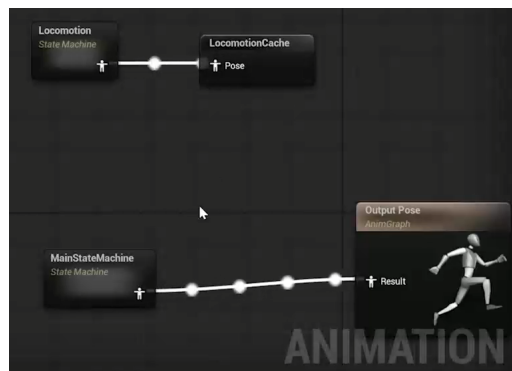 Locomotion
State Machine
LocomotionCache
Pose
MainStateMachine
State Machine
Output Pose
AnimGraph
Result
ANIMATION